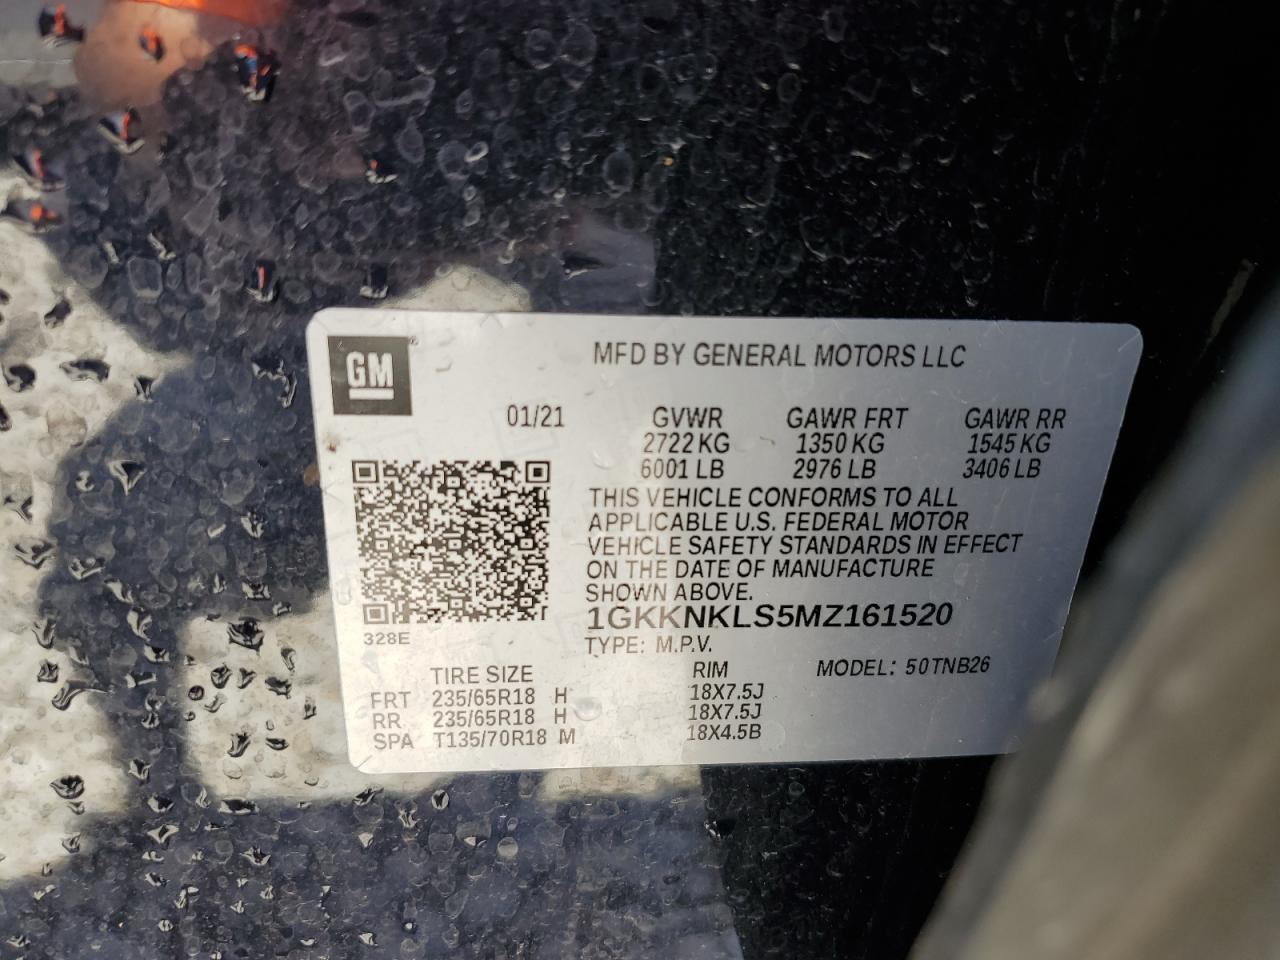 GM
MFD BY GENERAL MOTORS LLC
01/21 GVWR GAWR FRT GAWR RR
2722 KG 1350 KG 1545 KG
6001 LB 2976 LB 3406 LB
THIS VEHICLE CONFORMS TO ALL
APPLICABLE U.S. FEDERAL MOTOR
VEHICLE SAFETY STANDARDS IN EFFECT
ON THE DATE OF MANUFACTURE
SHOWN ABOVE.
1GKKNKLS5MZ161520
328E
TYPE: M.P.V.
TIRE SIZE RIM MODEL: 50TNB26
FRT 235/65R18 H 18X7.5J
RR 235/65R18 H 18X7.5J
SPA T135/70R18 M 18X4.5B